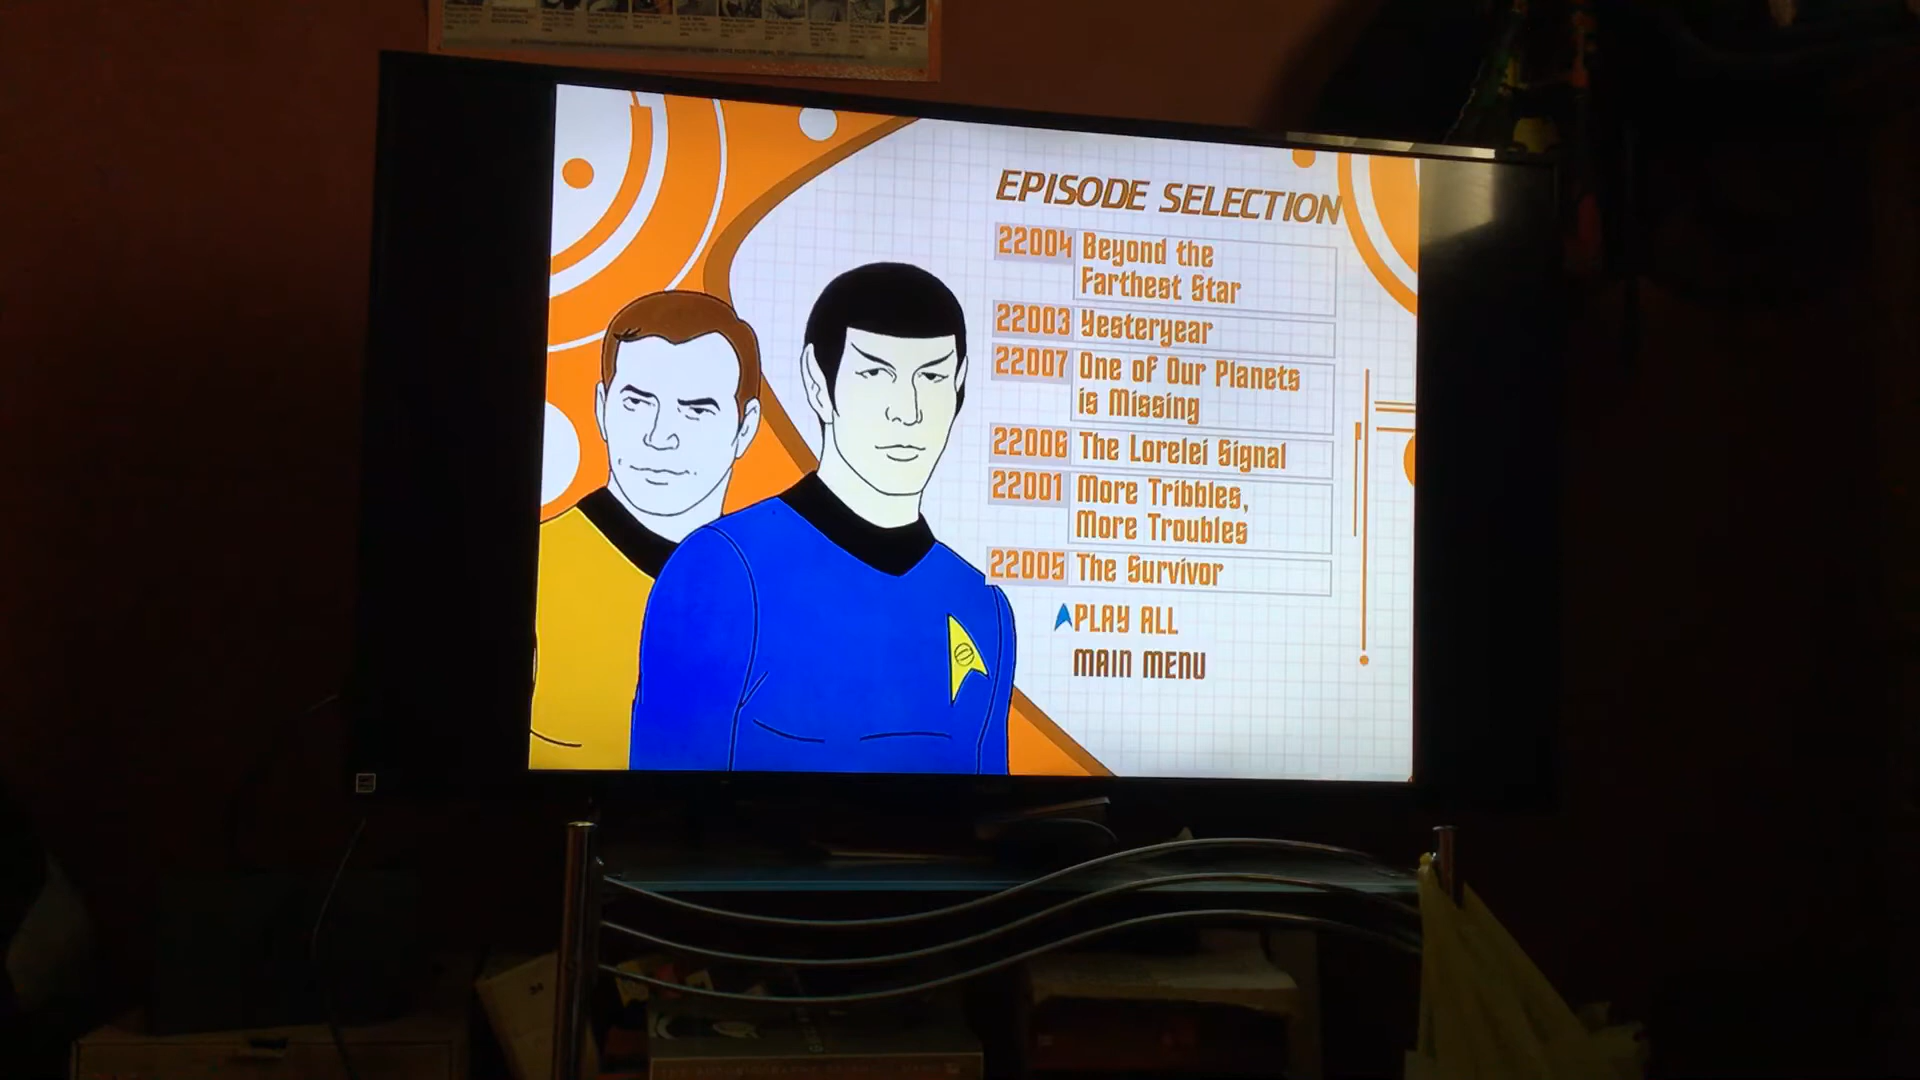 EPISODE SELECTION
22004 Beyond the
Farthest Star
22003 Yesteryear
22007 One of Our Planets
is Missing
22006 The Lorelei Signal
22001 More Tribbles,
More Troubles
22005 The Survivor
PLAY ALL
MAIN MENU